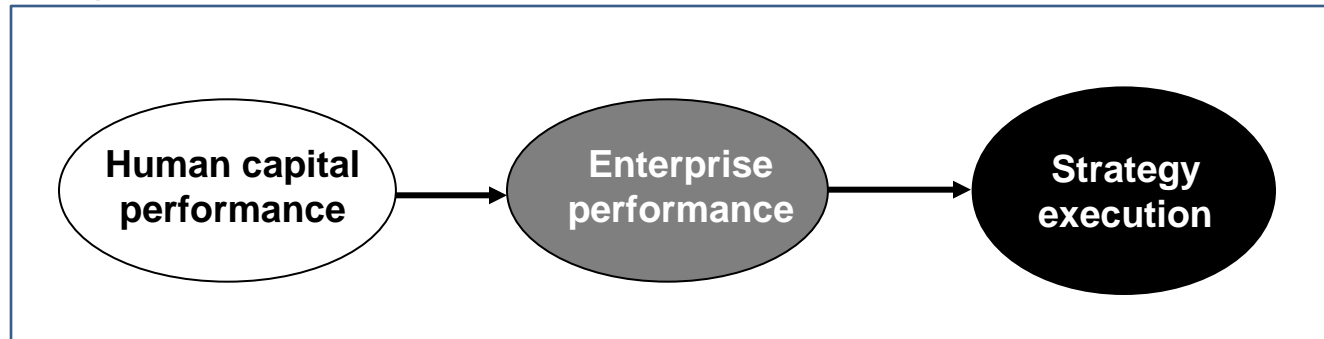 Human capital
performance
Enterprise
performance
Strategy
execution